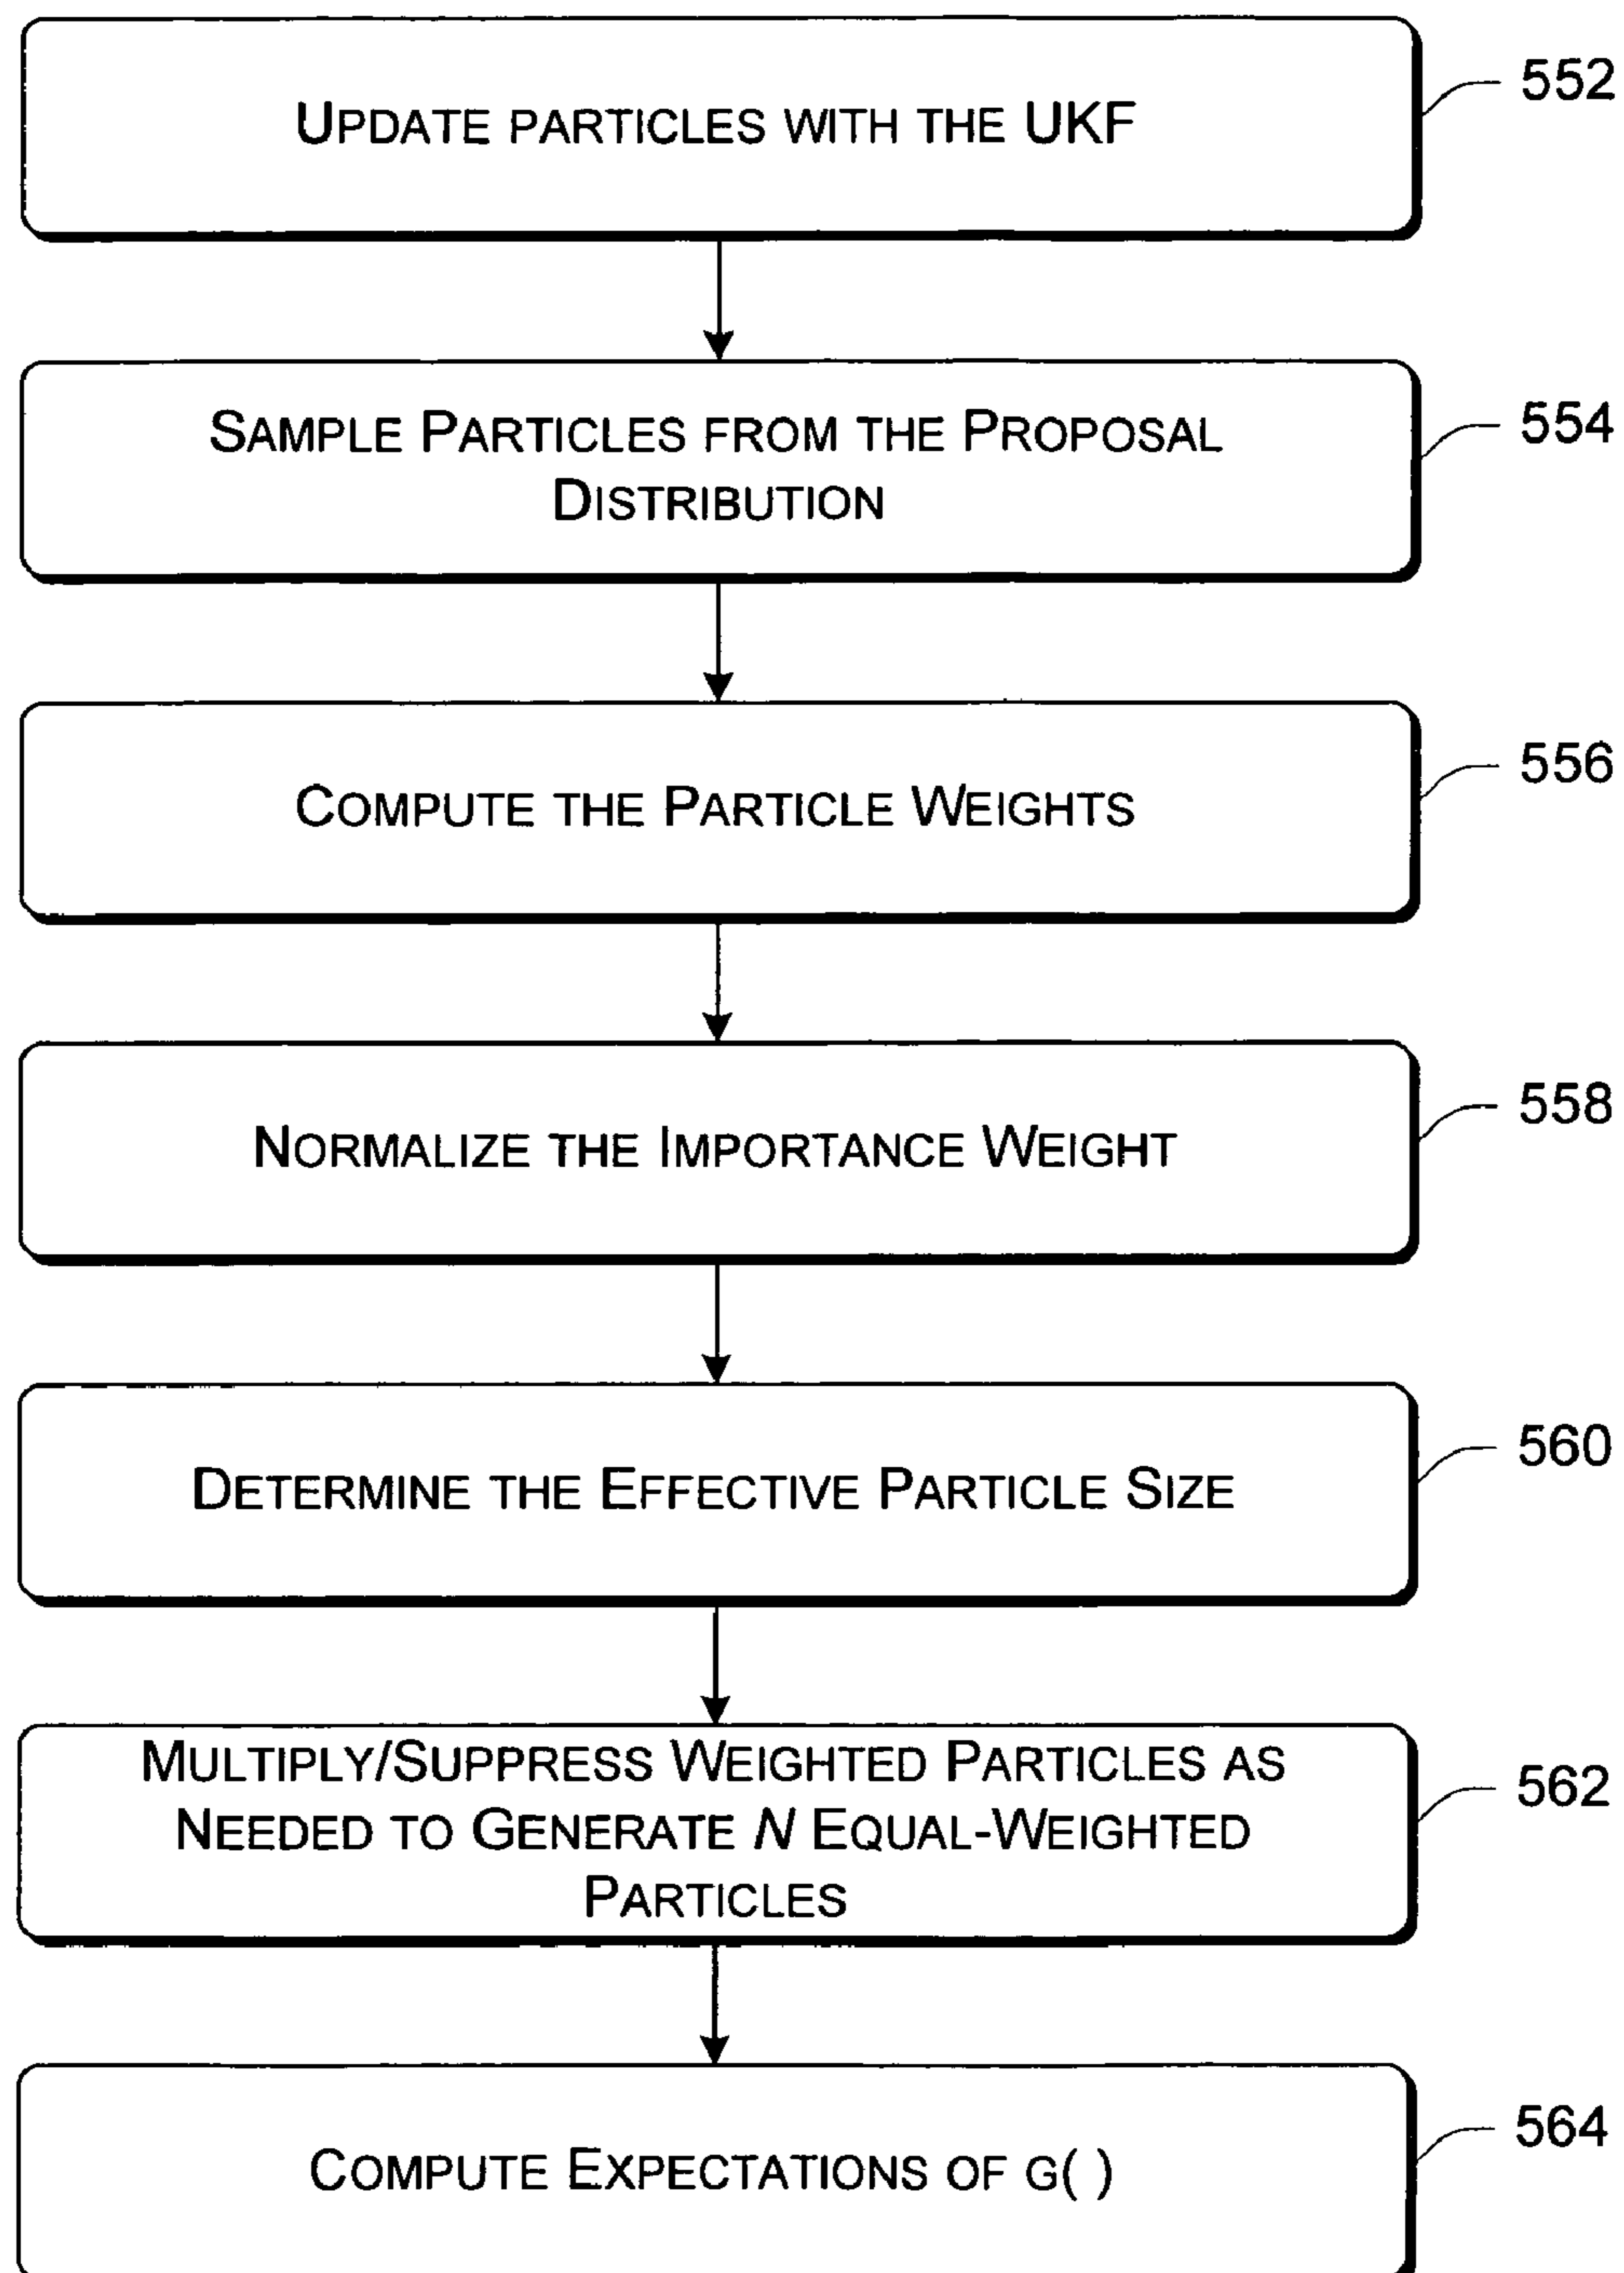 UPDATE PARTICLES WITH THE UKF
552
SAMPLE PARTICLES FROM THE PROPOSAL
DISTRIBUTION
554
COMPUTE THE PARTICLE WEIGHTS
556
NORMALIZE THE IMPORTANCE WEIGHT
558
DETERMINE THE EFFECTIVE PARTICLE SIZE
560
MULTIPLY/SUPPRESS WEIGHTED PARTICLES AS
NEEDED TO GENERATE N EQUAL-WEIGHTED
PARTICLES
562
COMPUTE EXPECTATIONS OF G( )
564